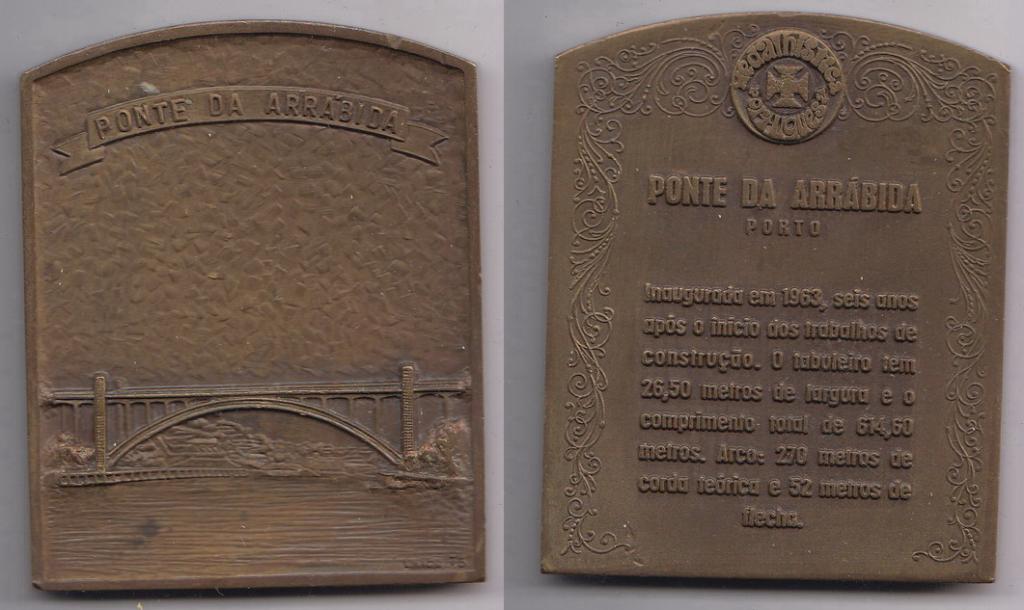 PONTE DA ARRÁBIDA
medalhística
portuguesa
PONTE DA ARRÁBIDA
PORTO
Inaugurada em 1963, seis anos
após o início dos trabalhos de
construção. O tabuleiro tem
26,50 metros de largura e o
comprimento total de 614,60
metros. Arco: 270 metros de
corda teórica e 52 metros de
flecha.